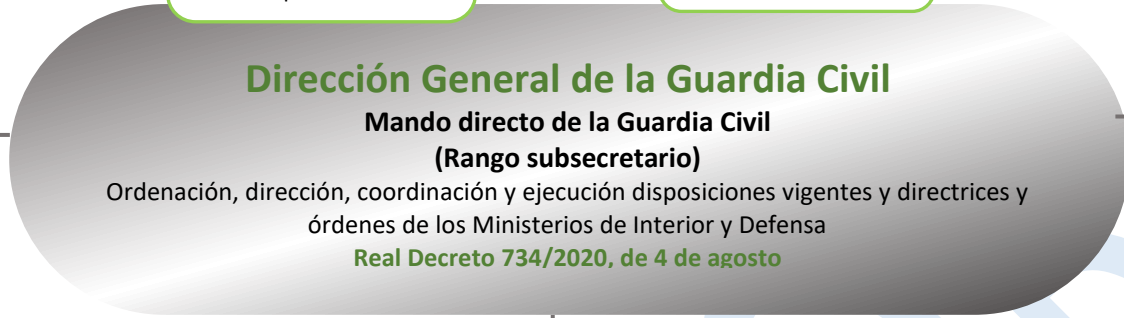 Dirección General de la Guardia Civil
Mando directo de la Guardia Civil
(Rango subsecretario)
Ordenación, dirección, coordinación y ejecución disposiciones vigentes y directrices y
órdenes de los Ministerios de Interior y Defensa
Real Decreto 734/2020, de 4 de agosto